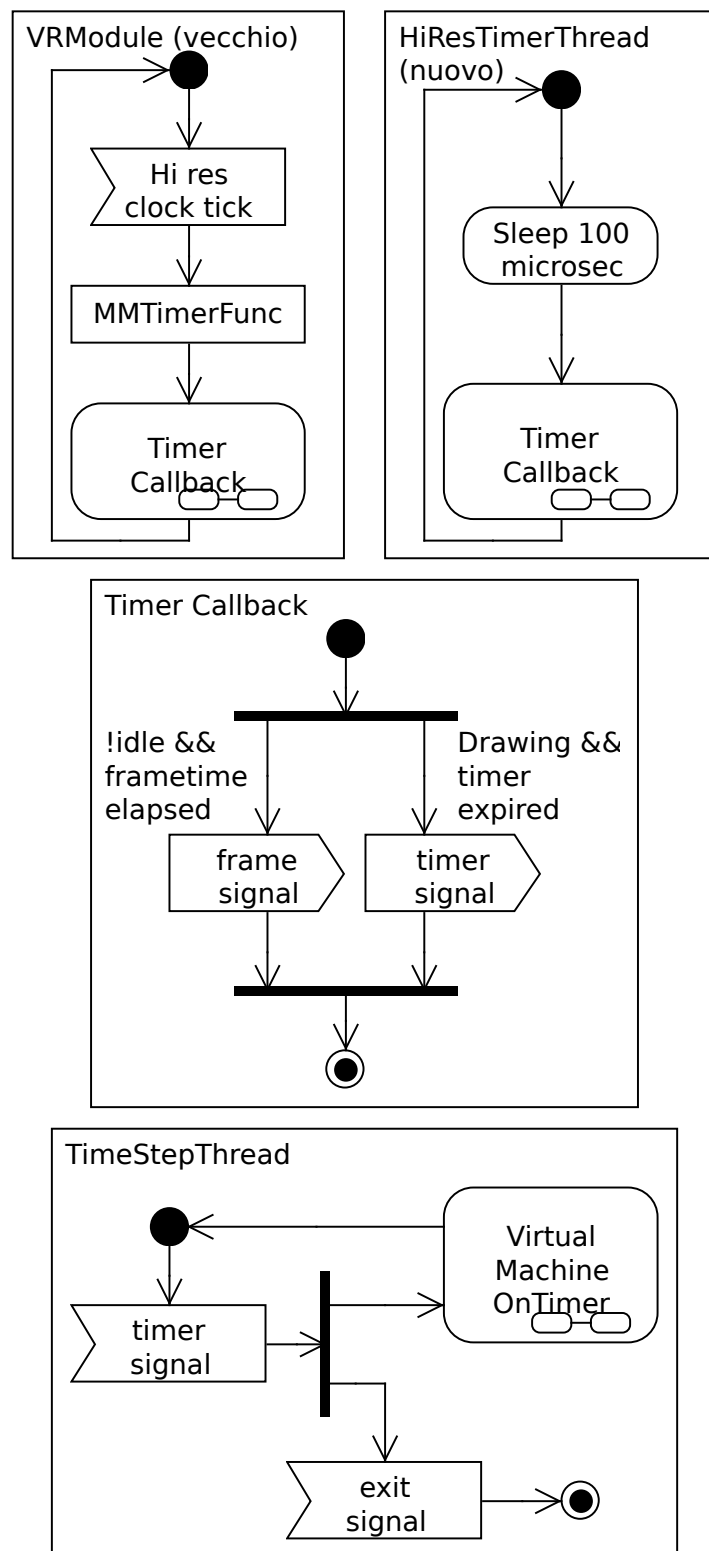 VRModule (vecchio)
Hi res
clock tick
MMTimerFunc
Timer
Callback
HiResTimerThread
(nuovo)
Sleep 100
microsec
Timer
Callback
Timer Callback
!idle &&
frametime
elapsed
Drawing &&
timer
expired
frame
signal
timer
signal
TimeStepThread
Virtual
Machine
OnTimer
timer
signal
exit
signal